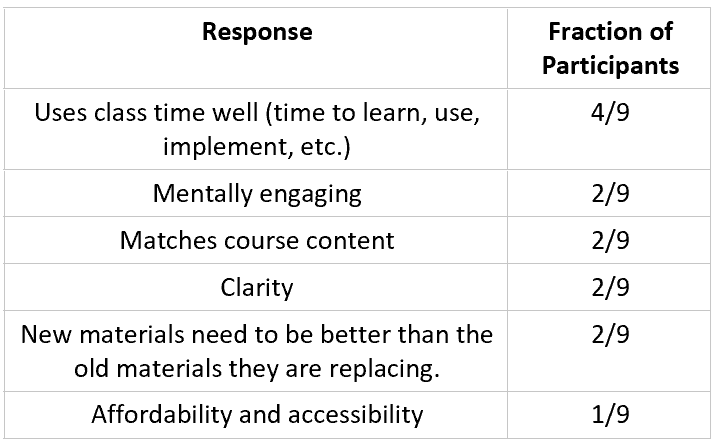 Response
Fraction of
Participants
Uses class time well (time to learn, use,
implement, etc.)
4/9
Mentally engaging
2/9
Matches course content
2/9
Clarity
2/9
New materials need to be better than the
old materials they are replacing.
2/9
Affordability and accessibility
1/9